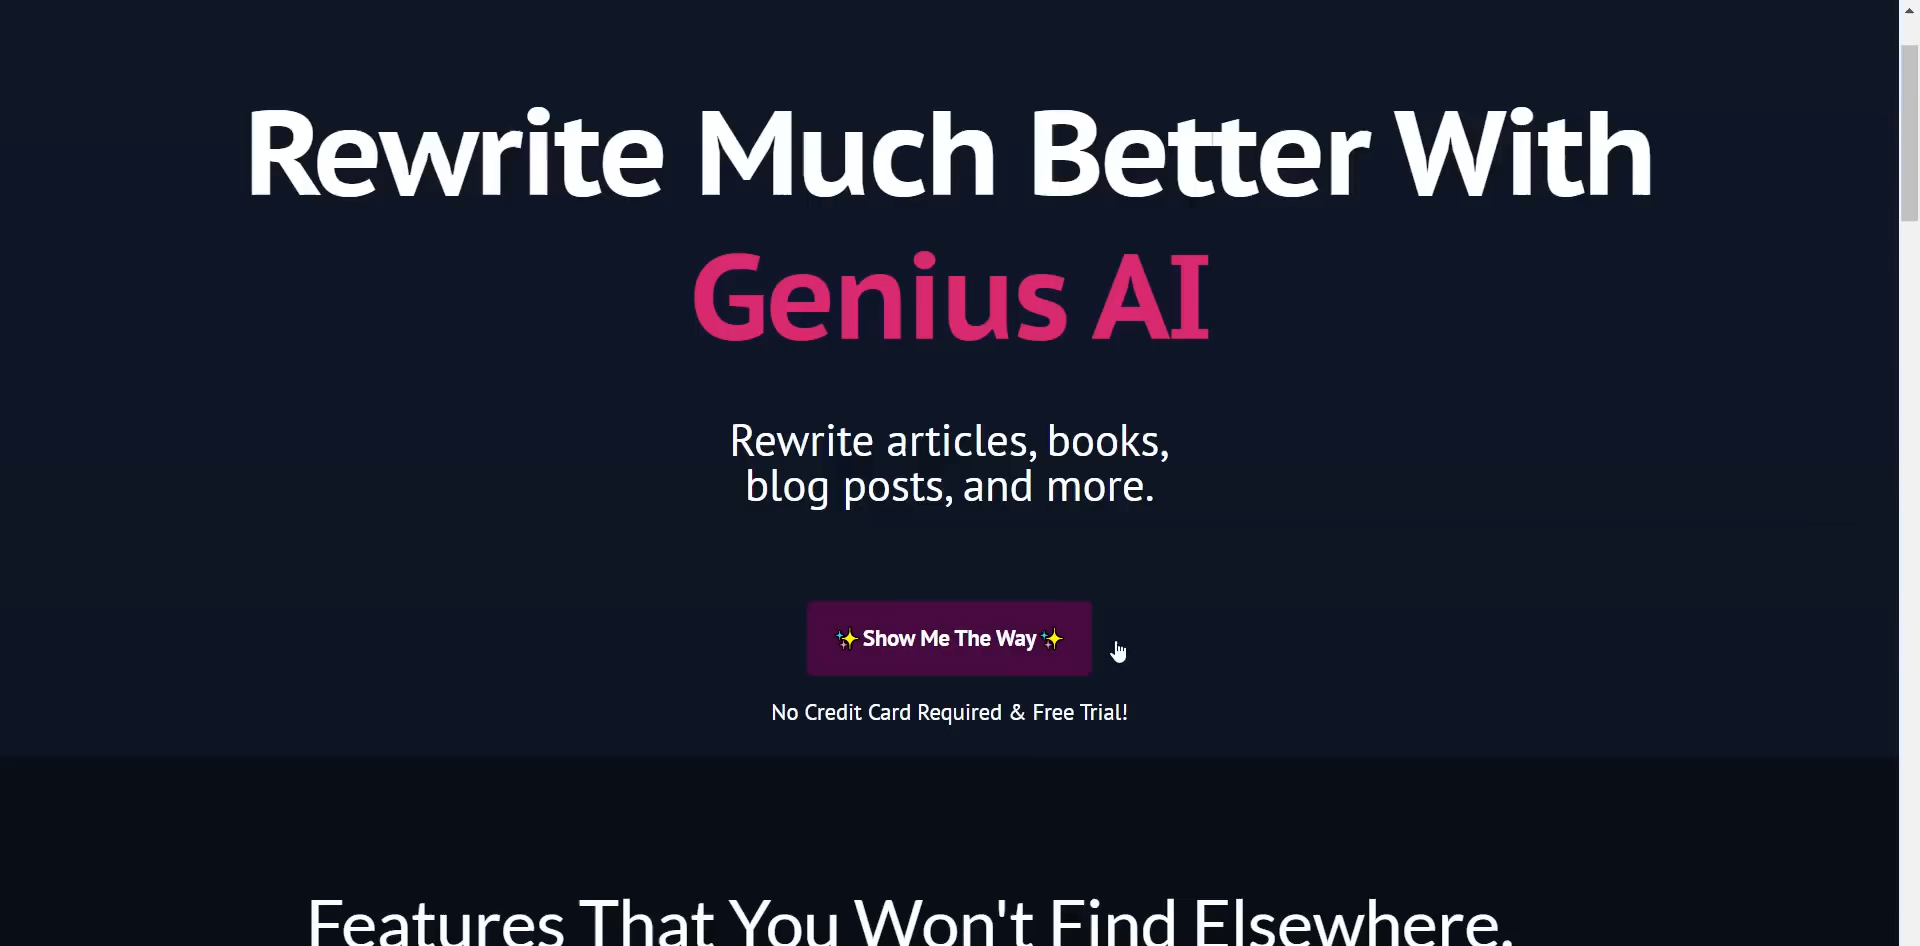 Rewrite Much Better With
Genius AI
Rewrite articles, books,
blog posts, and more.
✨Show Me The Way✨
No Credit Card Required & Free Trial!
Features That You Won't Find Elsewhere.